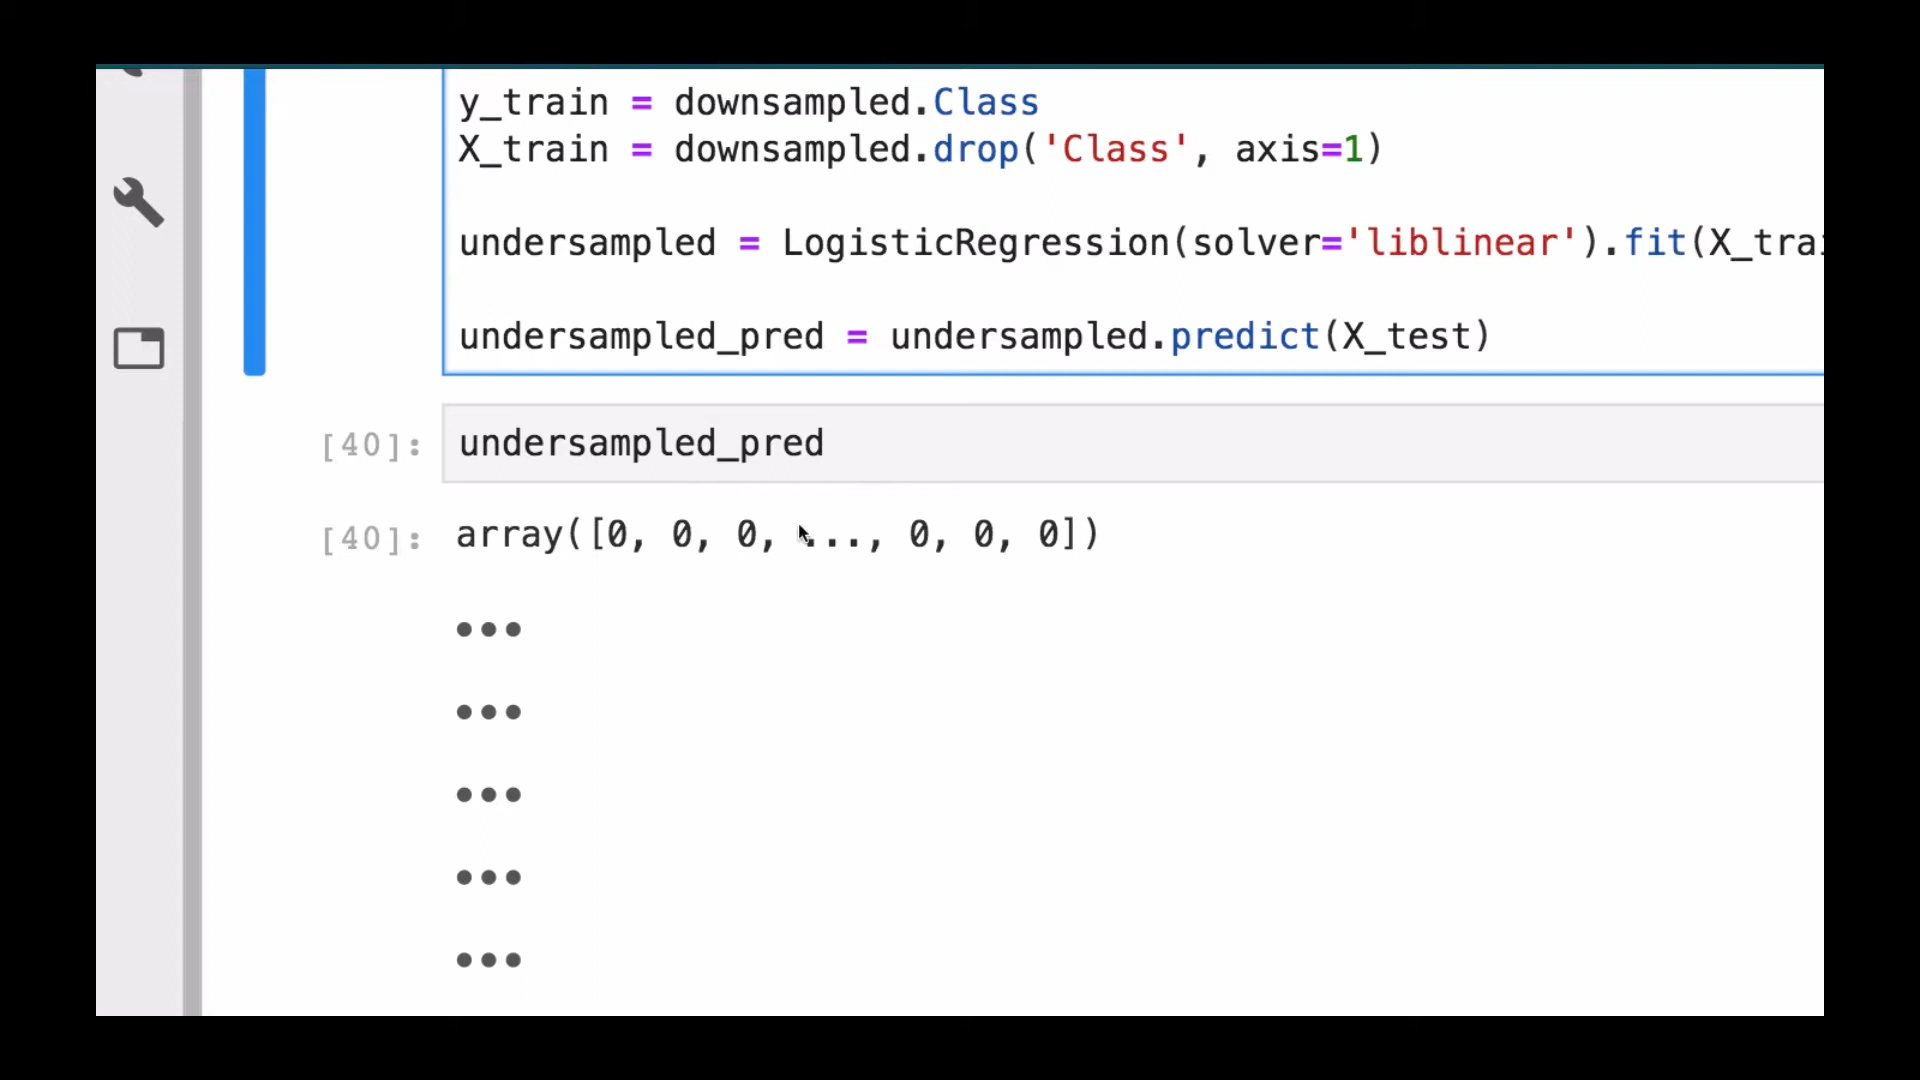 y_train = downsampled.Class
X_train = downsampled.drop('Class', axis=1)
undersampled = LogisticRegression(solver='liblinear').fit(X_trai
undersampled_pred = undersampled.predict(X_test)
[40]: undersampled_pred
[40]: array([0, 0, 0, ..., 0, 0, 0])